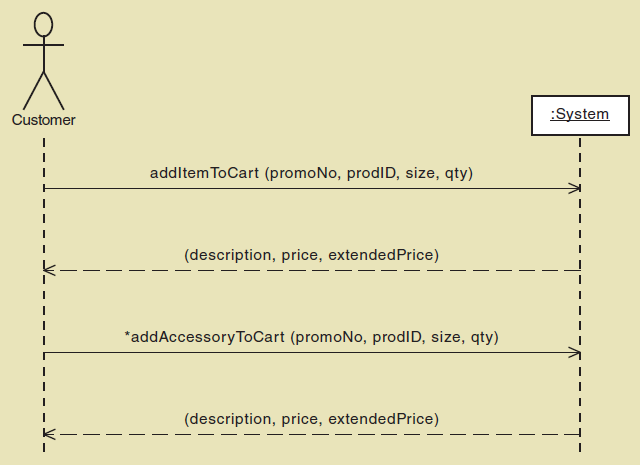 Customer
:System
addItemToCart (promoNo, prodID, size, qty)
(description, price, extendedPrice)
*addAccessoryToCart (promoNo, prodID, size, qty)
(description, price, extendedPrice)